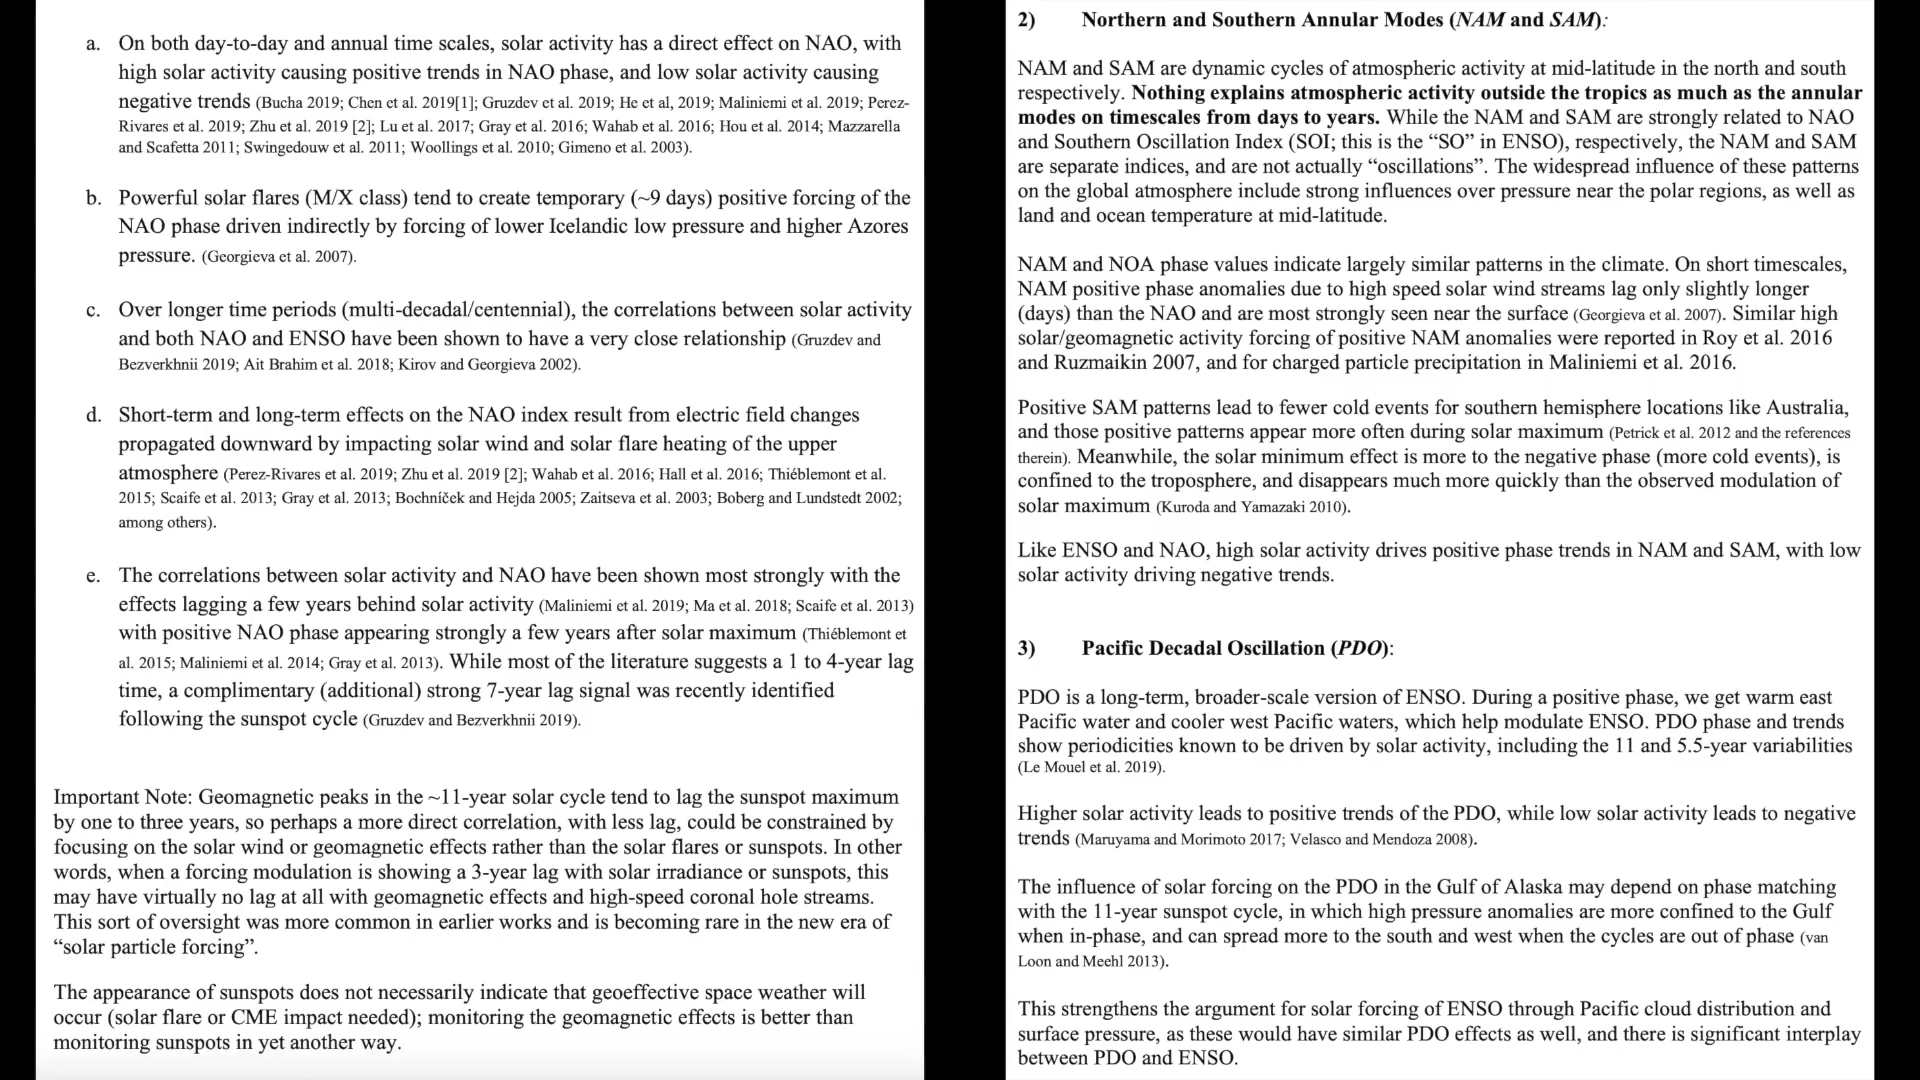 a. On both day-to-day and annual time scales, solar activity has a direct effect on NAO, with
high solar activity causing positive trends in NAO phase, and low solar activity causing
negative trends (Bucha 2019; Chen et al. 2019[1]; Gruzdev et al. 2019; He et al, 2019; Maliniemi et al. 2019; Perez-
Rivares et al. 2019; Zhu et al. 2019 [2]; Lu et al. 2017; Gray et al. 2016; Wahab et al. 2016; Hou et al. 2014; Mazzarella
and Scafetta 2011; Swingedouw et al. 2011; Woollings et al. 2010; Gimeno et al. 2003).
b. Powerful solar flares (M/X class) tend to create temporary (~9 days) positive forcing of the
NAO phase driven indirectly by forcing of lower Icelandic low pressure and higher Azores
pressure. (Georgieva et al. 2007).
c. Over longer time periods (multi-decadal/centennial), the correlations between solar activity
and both NAO and ENSO have been shown to have a very close relationship (Gruzdev and
Bezverkhnii 2019; Ait Brahim et al. 2018; Kirov and Georgieva 2002).
d. Short-term and long-term effects on the NAO index result from electric field changes
propagated downward by impacting solar wind and solar flare heating of the upper
atmosphere (Perez-Rivares et al. 2019; Zhu et al. 2019 [2]; Wahab et al. 2016; Hall et al. 2016; Thiéblemont et al.
2015; Scaife et al. 2013; Gray et al. 2013; Bochníček and Hejda 2005; Zaitseva et al. 2003; Boberg and Lundstedt 2002;
among others).
e. The correlations between solar activity and NAO have been shown most strongly with the
effects lagging a few years behind solar activity (Maliniemi et al. 2019; Ma et al. 2018; Scaife et al. 2013)
with positive NAO phase appearing strongly a few years after solar maximum (Thiéblemont et
al. 2015; Maliniemi et al. 2014; Gray et al. 2013). While most of the literature suggests a 1 to 4-year lag
time, a complimentary (additional) strong 7-year lag signal was recently identified
following the sunspot cycle (Gruzdev and Bezverkhnii 2019).
Important Note: Geomagnetic peaks in the ~11-year solar cycle tend to lag the sunspot maximum
by one to three years, so perhaps a more direct correlation, with less lag, could be constrained by
focusing on the solar wind or geomagnetic effects rather than the solar flares or sunspots. In other
words, when a forcing modulation is showing a 3-year lag with solar irradiance or sunspots, this
may have virtually no lag at all with geomagnetic effects and high-speed coronal hole streams.
This sort of oversight was more common in earlier works and is becoming rare in the new era of
“solar particle forcing”.
The appearance of sunspots does not necessarily indicate that geoeffective space weather will
occur (solar flare or CME impact needed); monitoring the geomagnetic effects is better than
monitoring sunspots in yet another way.
2) Northern and Southern Annular Modes (NAM and SAM):
NAM and SAM are dynamic cycles of atmospheric activity at mid-latitude in the north and south
respectively. Nothing explains atmospheric activity outside the tropics as much as the annular
modes on timescales from days to years. While the NAM and SAM are strongly related to NAO
and Southern Oscillation Index (SOI; this is the “SO” in ENSO), respectively, the NAM and SAM
are separate indices, and are not actually “oscillations”. The widespread influence of these patterns
on the global atmosphere include strong influences over pressure near the polar regions, as well as
land and ocean temperature at mid-latitude.
NAM and NOA phase values indicate largely similar patterns in the climate. On short timescales,
NAM positive phase anomalies due to high speed solar wind streams lag only slightly longer
(days) than the NAO and are most strongly seen near the surface (Georgieva et al. 2007). Similar high
solar/geomagnetic activity forcing of positive NAM anomalies were reported in Roy et al. 2016
and Ruzmaikin 2007, and for charged particle precipitation in Maliniemi et al. 2016.
Positive SAM patterns lead to fewer cold events for southern hemisphere locations like Australia,
and those positive patterns appear more often during solar maximum (Petrick et al. 2012 and the references
therein). Meanwhile, the solar minimum effect is more to the negative phase (more cold events), is
confined to the troposphere, and disappears much more quickly than the observed modulation of
solar maximum (Kuroda and Yamazaki 2010).
Like ENSO and NAO, high solar activity drives positive phase trends in NAM and SAM, with low
solar activity driving negative trends.
3) Pacific Decadal Oscillation (PDO):
PDO is a long-term, broader-scale version of ENSO. During a positive phase, we get warm east
Pacific water and cooler west Pacific waters, which help modulate ENSO. PDO phase and trends
show periodicities known to be driven by solar activity, including the 11 and 5.5-year variabilities
(Le Mouel et al. 2019).
Higher solar activity leads to positive trends of the PDO, while low solar activity leads to negative
trends (Maruyama and Morimoto 2017; Velasco and Mendoza 2008).
The influence of solar forcing on the PDO in the Gulf of Alaska may depend on phase matching
with the 11-year sunspot cycle, in which high pressure anomalies are more confined to the Gulf
when in-phase, and can spread more to the south and west when the cycles are out of phase (van
Loon and Meehl 2013).
This strengthens the argument for solar forcing of ENSO through Pacific cloud distribution and
surface pressure, as these would have similar PDO effects as well, and there is significant interplay
between PDO and ENSO.